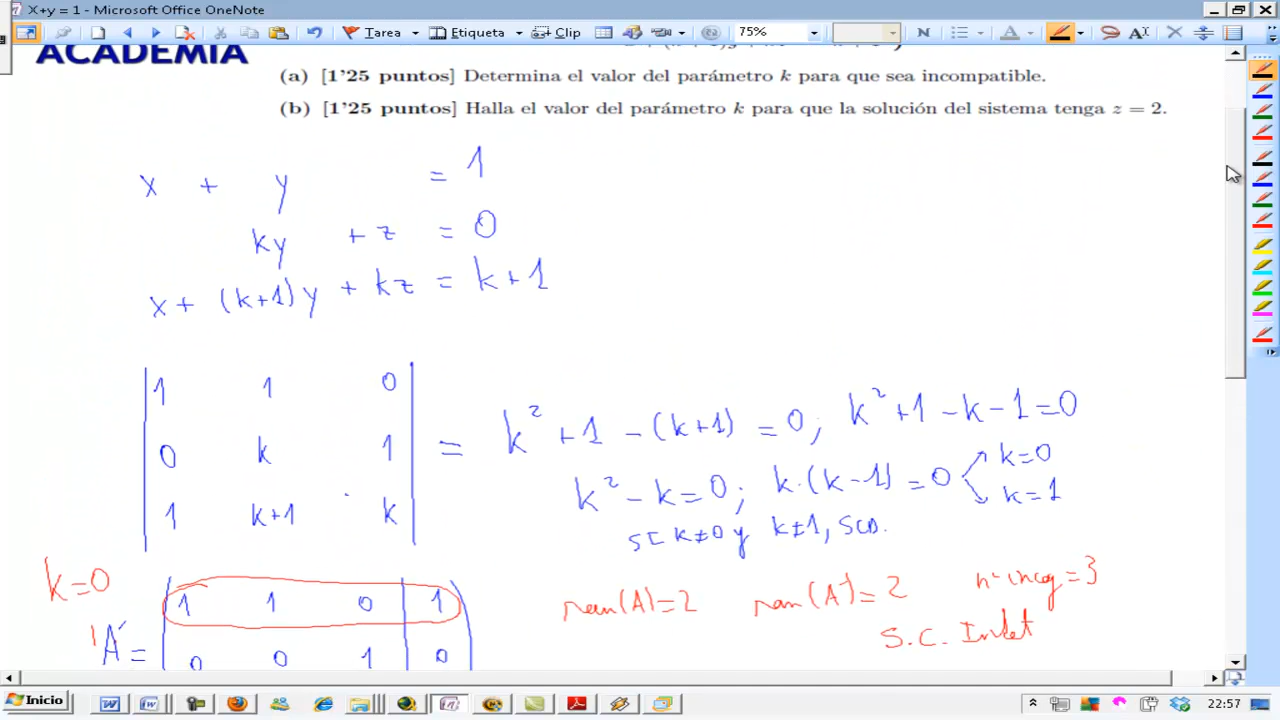 X+y = 1 - Microsoft Office OneNote
Tarea Etiqueta Clip 75% N A
ACADEMIA
(a) [1'25 puntos] Determina el valor del parámetro k para que sea incompatible.
(b) [1'25 puntos] Halla el valor del parámetro k para que la solución del sistema tenga z = 2.
x + y = 1
ky + z = 0
x + (k+1)y + kz = k+1
1 1 0
0 k 1
1 k+1 k
= k² +1 -(k+1) = 0; k² +1 -k-1=0
k² - k = 0; k·(k-1) = 0
k=0
k=1
SI k≠0 y k≠1, SCD.
k=0
1 1 0 1
ran(A)=2 ran(A')=2 nº incog=3
S.C. Indet
A'= 0 0 1 0
Inicio 22:57